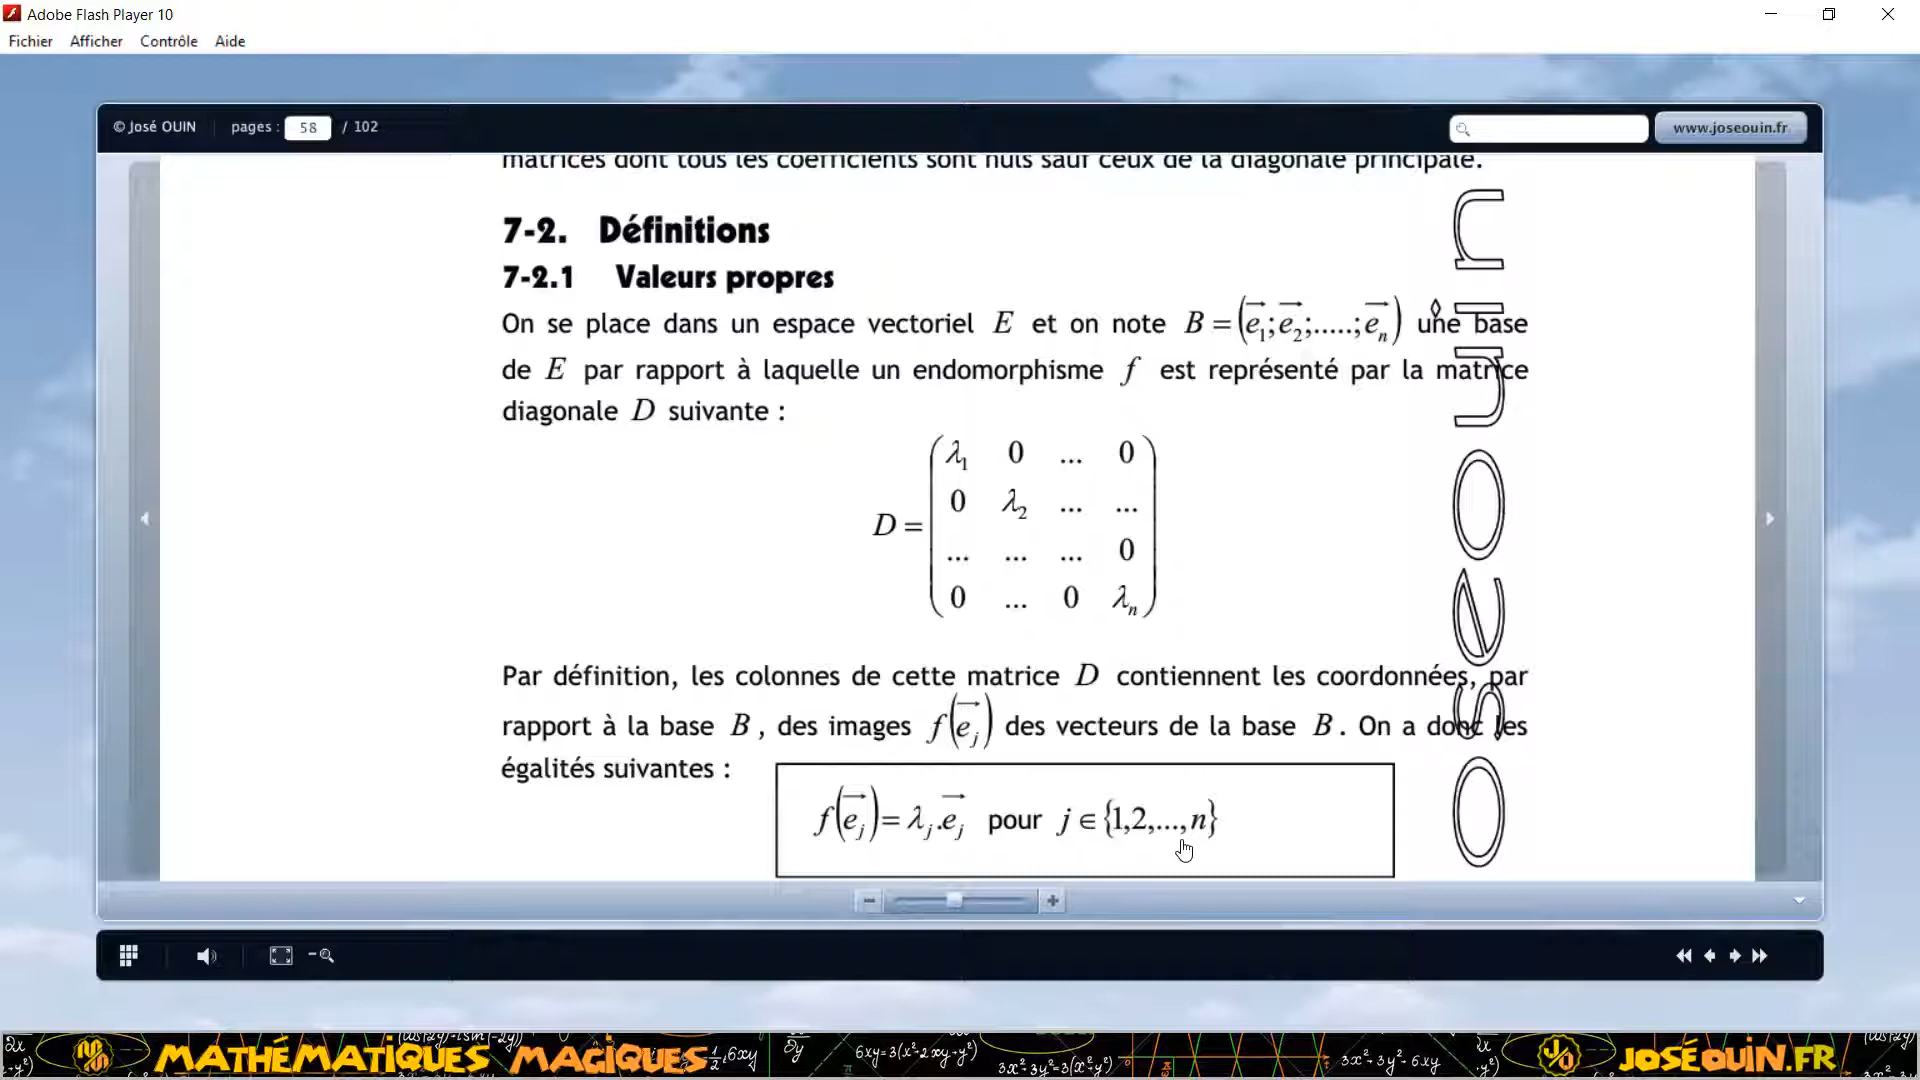 Adobe Flash Player 10
Fichier Afficher Contrôle Aide
© José OUIN pages : 58 / 102 www.joseouin.fr
matrices dont tous les coefficients sont nuls sauf ceux de la diagonale principale.
7-2. Définitions
7-2.1 Valeurs propres
On se place dans un espace vectoriel E et on note B = (e₁; e₂; .....; eₙ) une base
de E par rapport à laquelle un endomorphisme f est représenté par la matrice
diagonale D suivante :
λ₁ 0 ... 0
0 λ₂ ... ...
D =
... ... ... 0
0 ... 0 λₙ
Par définition, les colonnes de cette matrice D contiennent les coordonnées, par
rapport à la base B, des images f(eⱼ) des vecteurs de la base B. On a donc les
égalités suivantes :
f(eⱼ) = λⱼ.eⱼ pour j ∈ {1,2,...,n}
MATHÉMATIQUES MAGIQUES
JOSÉOUIN.FR